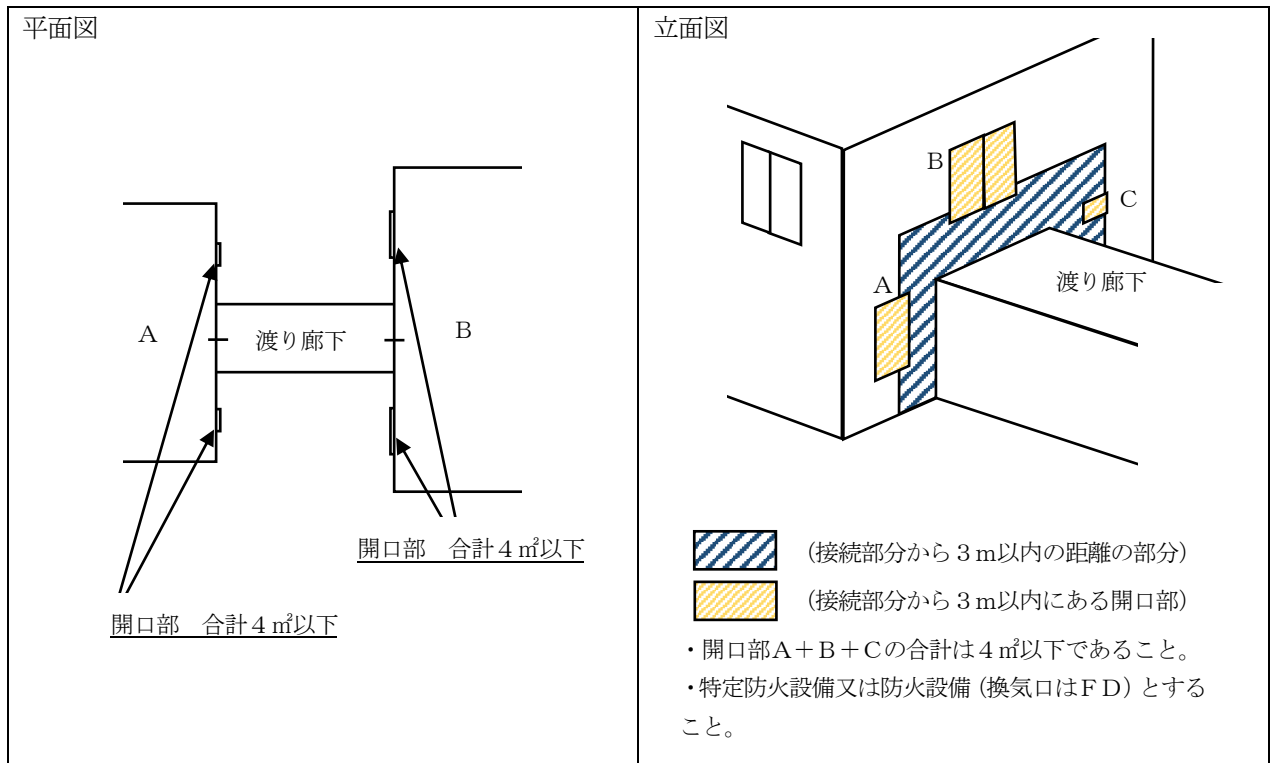 平面図
A
渡り廊下
B
開口部 合計4㎡以下
開口部 合計4㎡以下
立面図
B
C
A
渡り廊下
(接続部分から3m以内の距離の部分)
(接続部分から3m以内にある開口部)
・開口部A+B+Cの合計は4㎡以下であること。
・特定防火設備又は防火設備(換気口はFD)とする
こと。